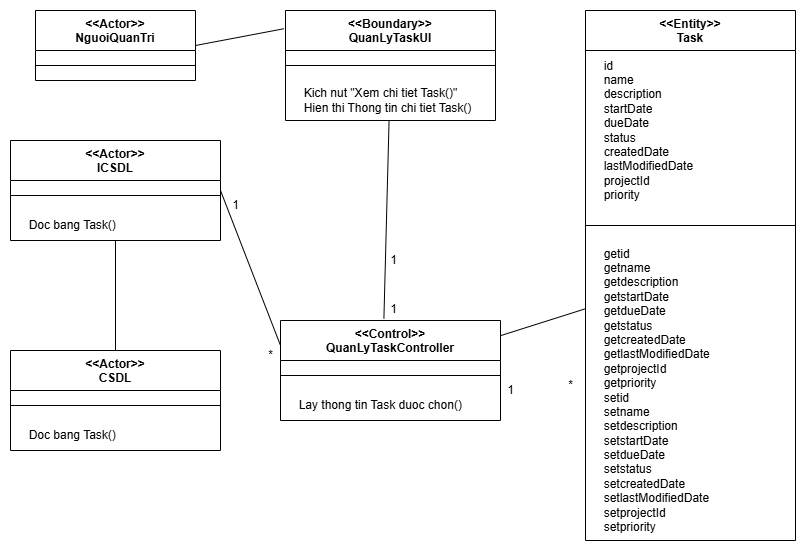 <<Actor>>
NguoiQuanTri
<<Boundary>>
QuanLyTaskUI
Kich nut "Xem chi tiet Task()"
Hien thi Thong tin chi tiet Task()
<<Entity>>
Task
id
name
description
startDate
dueDate
status
createdDate
lastModifiedDate
projectId
priority
getid
getname
getdescription
getstartDate
getdueDate
getstatus
getcreatedDate
getlastModifiedDate
getprojectId
getpriority
setid
setname
setdescription
setstartDate
setdueDate
setstatus
setcreatedDate
setlastModifiedDate
setprojectId
setpriority
<<Actor>>
ICSDL
Doc bang Task()
1
1
1
*
<<Control>>
QuanLyTaskController
Lay thong tin Task duoc chon()
1
*
<<Actor>>
CSDL
Doc bang Task()